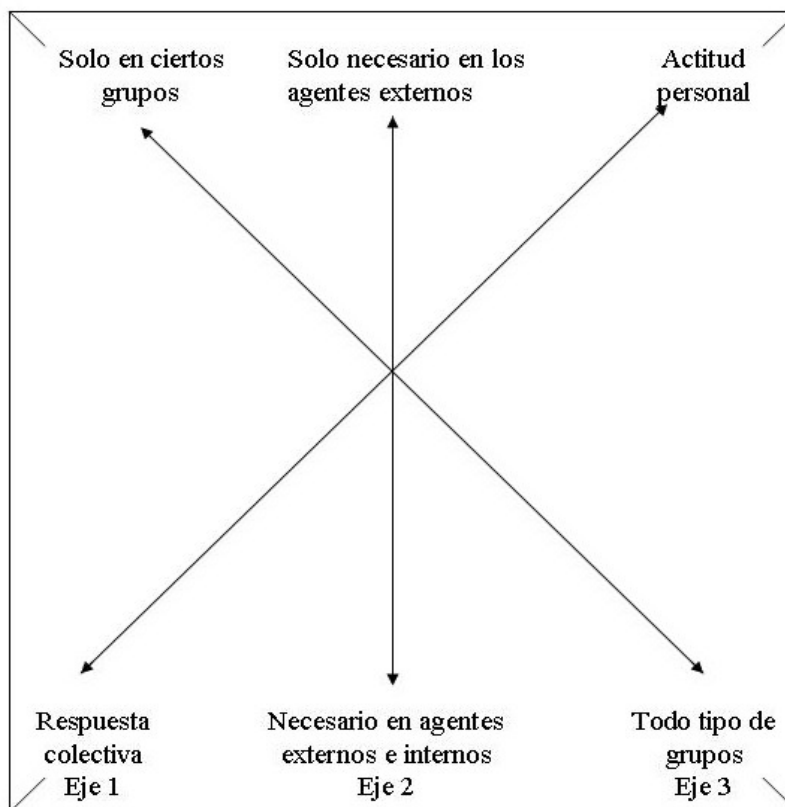 Solo en ciertos
grupos
Solo necesario en los
agentes externos
Actitud
personal
Respuesta
colectiva
Eje 1
Necesario en agentes
externos e internos
Eje 2
Todo tipo de
grupos
Eje 3